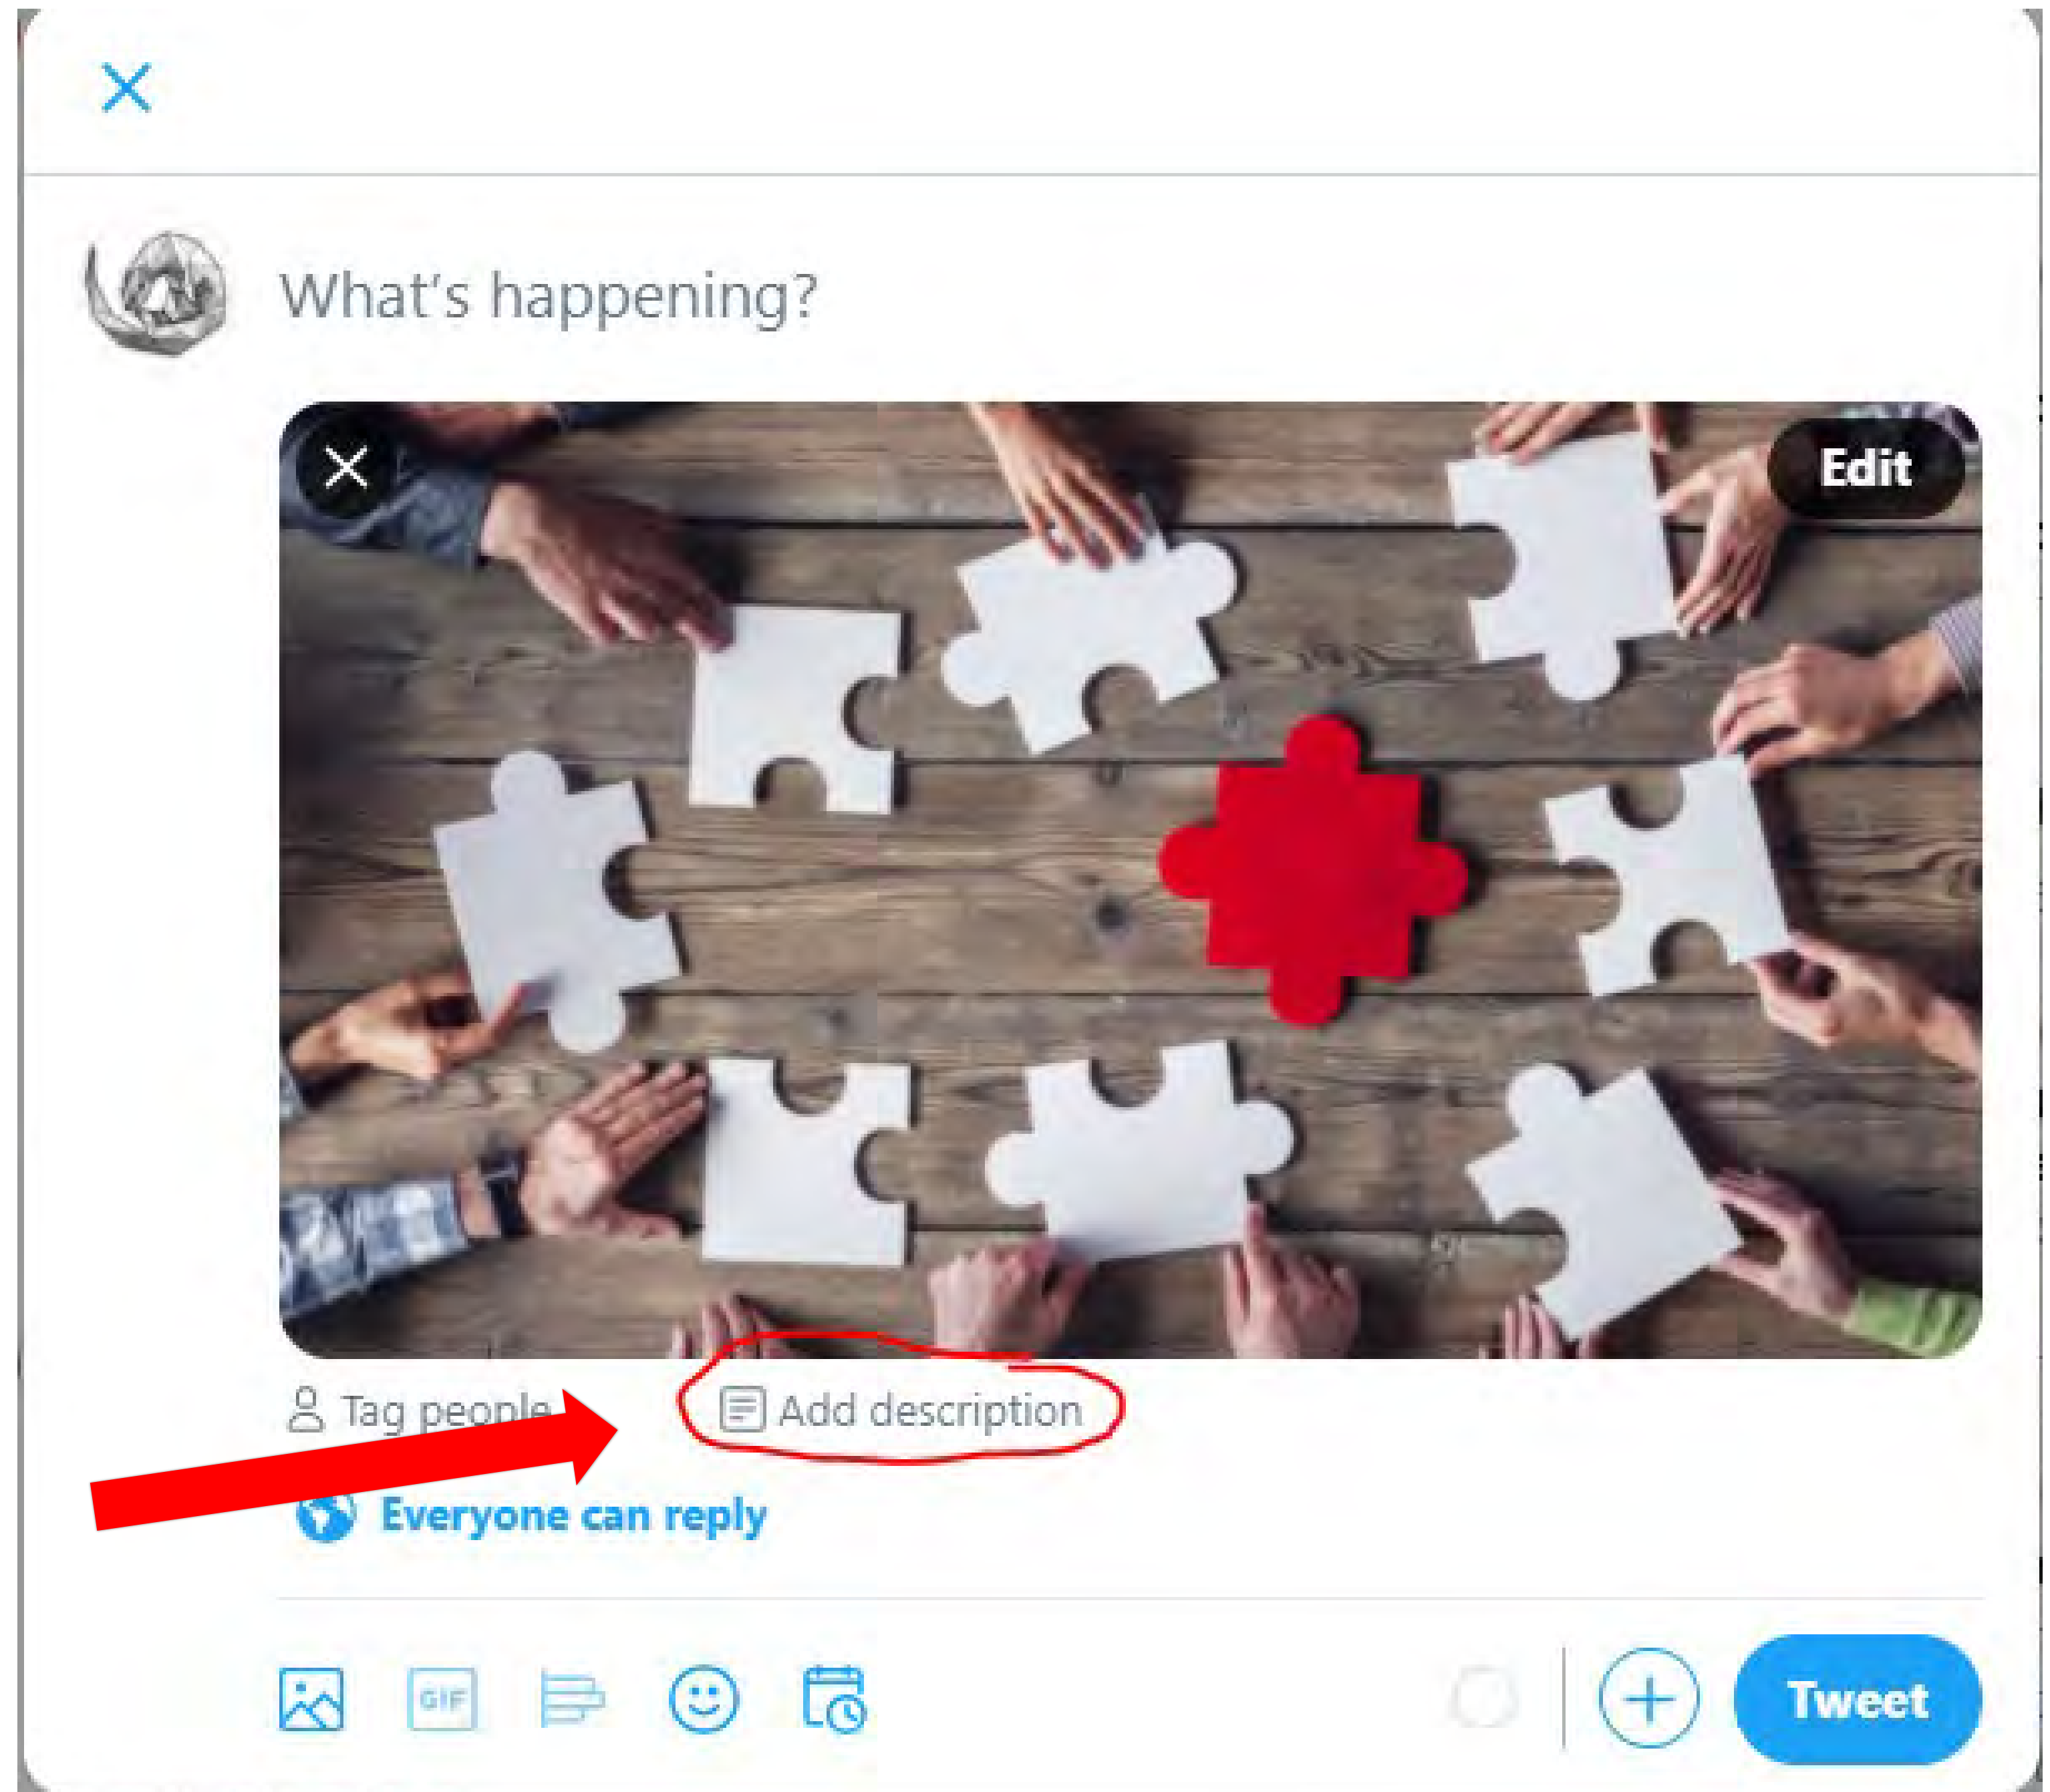 What's happening?
Edit
Tag people
Add description
Everyone can reply
GIF
Tweet